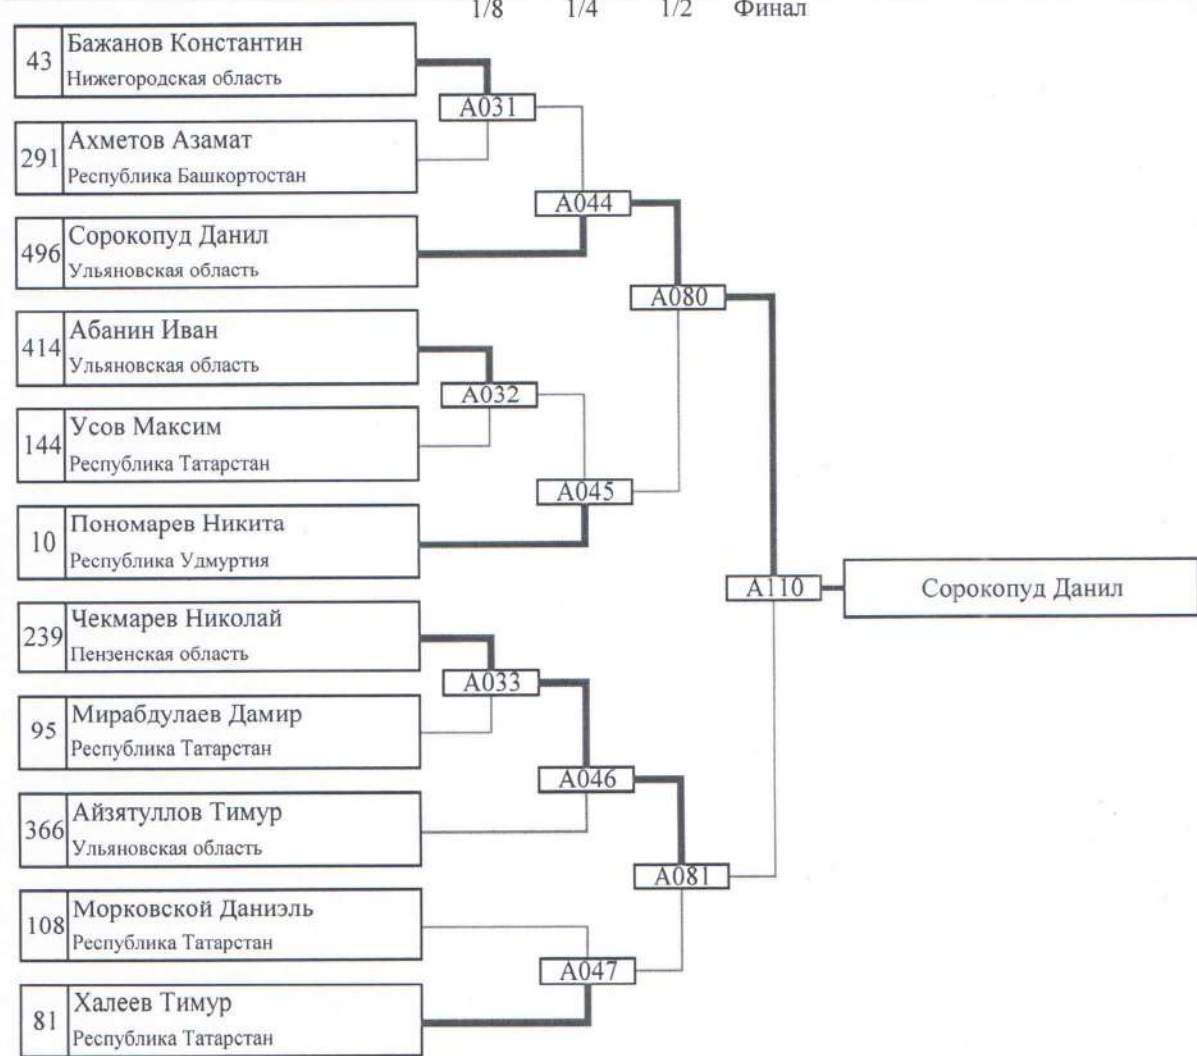 1/8 1/4 1/2 Финал
43 Бажанов Константин
Нижегородская область
A031
291 Ахметов Азамат
Республика Башкортостан
A044
496 Сорокопуд Данил
Ульяновская область
A080
414 Абанин Иван
Ульяновская область
A032
144 Усов Максим
Республика Татарстан
A045
10 Пономарев Никита
Республика Удмуртия
A110 Сорокопуд Данил
239 Чекмарев Николай
Пензенская область
A033
95 Мирабдулаев Дамир
Республика Татарстан
A046
366 Айзятуллов Тимур
Ульяновская область
A081
108 Морковской Даниэль
Республика Татарстан
A047
81 Халеев Тимур
Республика Татарстан